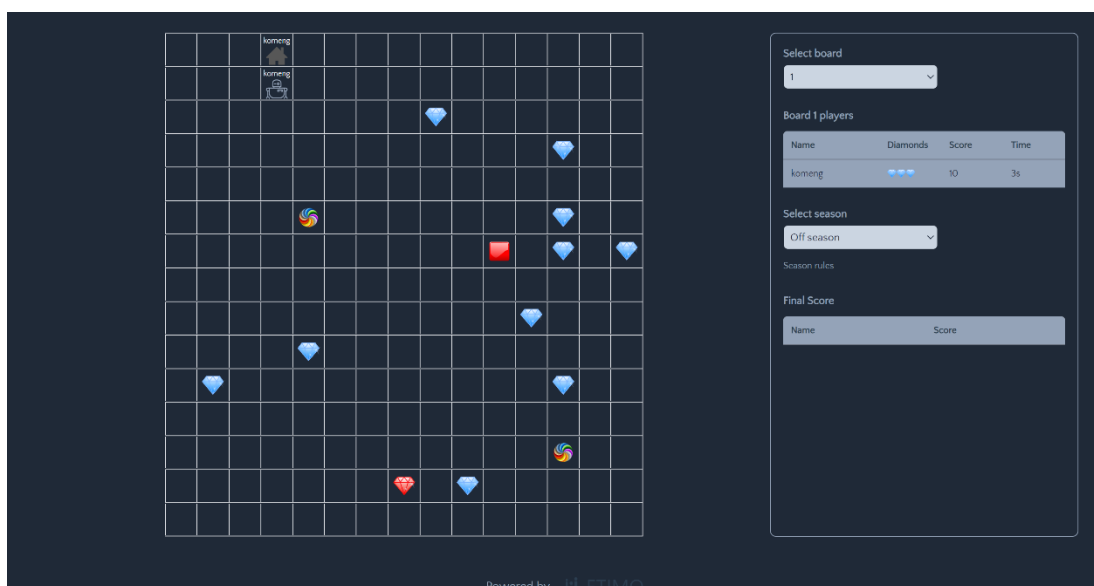 komeng
komeng
Select board
1
Board 1 players
Name Diamonds Score Time
komeng 10 3s
Select season
Off season
Season rules
Final Score
Name Score
Powered by ETIMO